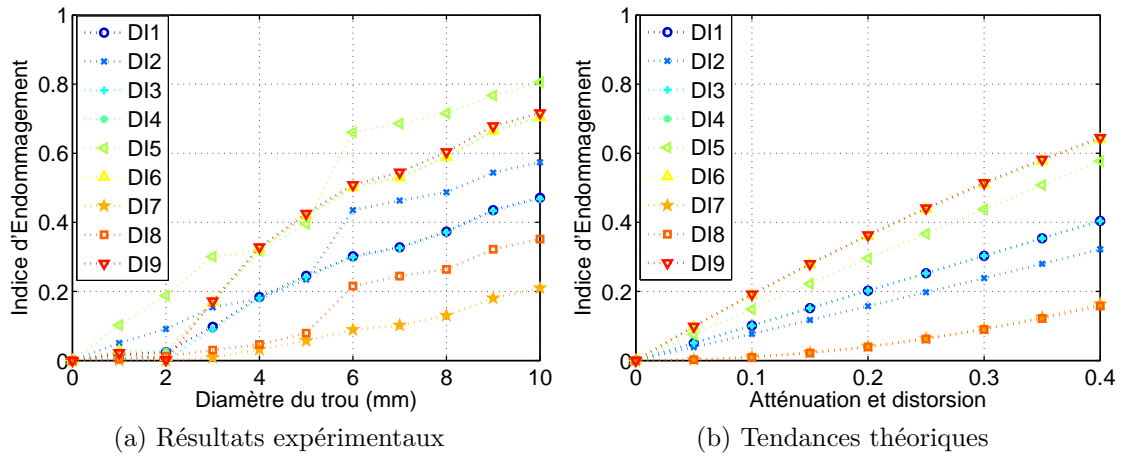 Indice d'Endommagement
1
0.8
0.6
0.4
0.2
0
DI1
DI2
DI3
DI4
DI5
DI6
DI7
DI8
DI9
0 2 4 6 8 10
Diamètre du trou (mm)
(a) Résultats expérimentaux
Indice d'Endommagement
1
0.8
0.6
0.4
0.2
0
DI1
DI2
DI3
DI4
DI5
DI6
DI7
DI8
DI9
0 0.1 0.2 0.3 0.4
Atténuation et distorsion
(b) Tendances théoriques